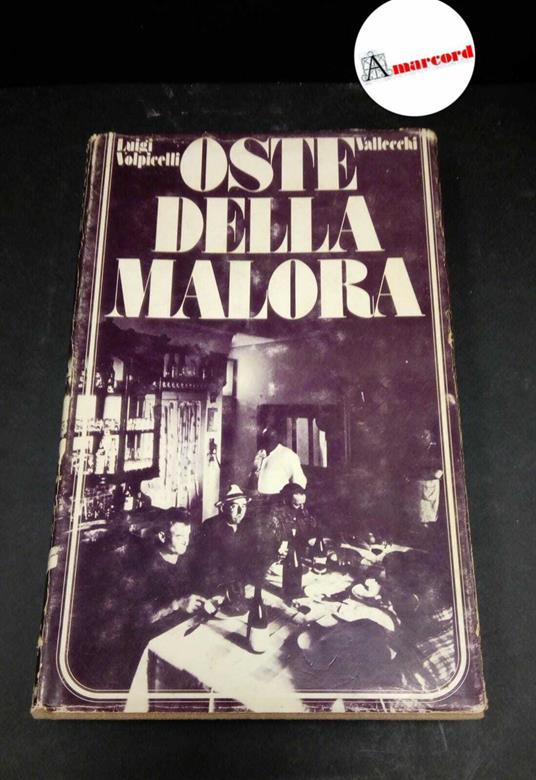 Amarcord
Luigi
Volpicelli
Vallecchi
OSTE
DELLA
MALORA